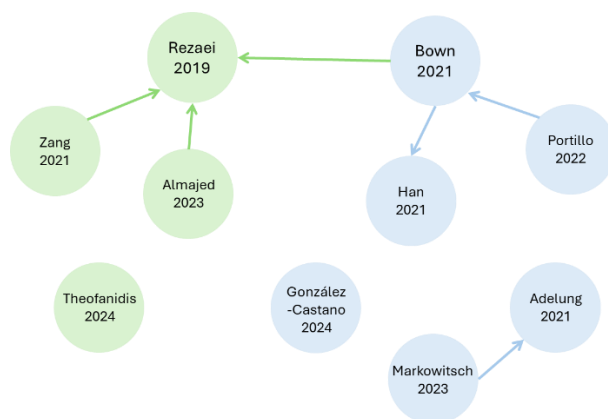 Rezaei
2019
Bown
2021
Zang
2021
Almajed
2023
Han
2021
Portillo
2022
Theofanidis
2024
González
-Castano
2024
Adelung
2021
Markowitsch
2023